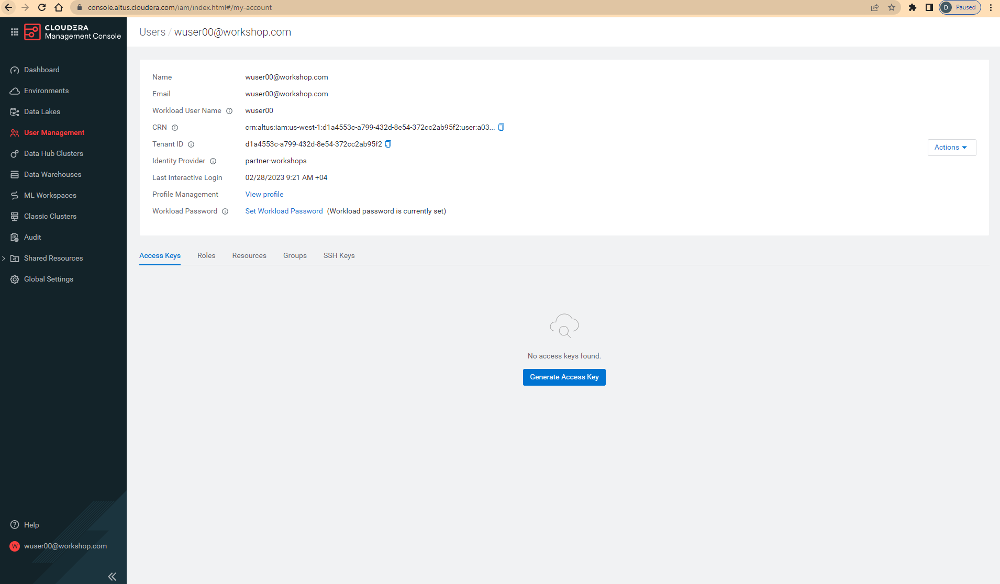 console.altus.cloudera.com/iam/index.html#/my-account
D Paused
CLOUDERA
Management Console
Users / wuser00@workshop.com
Dashboard
Environments
Data Lakes
User Management
Data Hub Clusters
Data Warehouses
ML Workspaces
Classic Clusters
Audit
Shared Resources
Global Settings
Name wuser00@workshop.com
Email wuser00@workshop.com
Workload User Name wuser00
CRN crn:altus:iam:us-west-1:d1a4553c-a799-432d-8e54-372cc2ab95f2:user:a03...
Tenant ID d1a4553c-a799-432d-8e54-372cc2ab95f2
Identity Provider partner-workshops
Last Interactive Login 02/28/2023 9:21 AM +04
Profile Management View profile
Workload Password Set Workload Password (Workload password is currently set)
Actions
Access Keys Roles Resources Groups SSH Keys
No access keys found.
Generate Access Key
Help
W wuser00@workshop.com